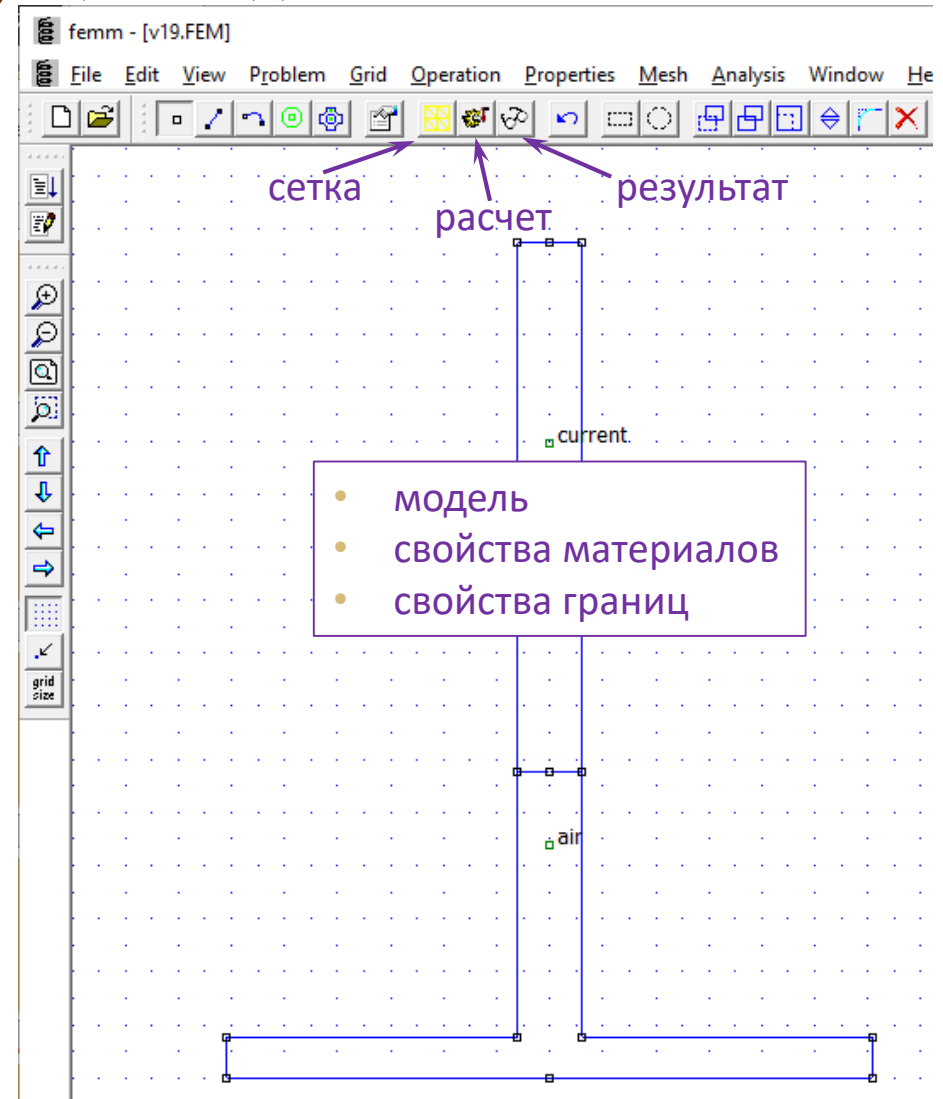 femm - [v19.FEM]
File Edit View Problem Grid Operation Properties Mesh Analysis Window He
сетка
результат
расчет
current
• модель
• свойства материалов
• свойства границ
grid
size
air